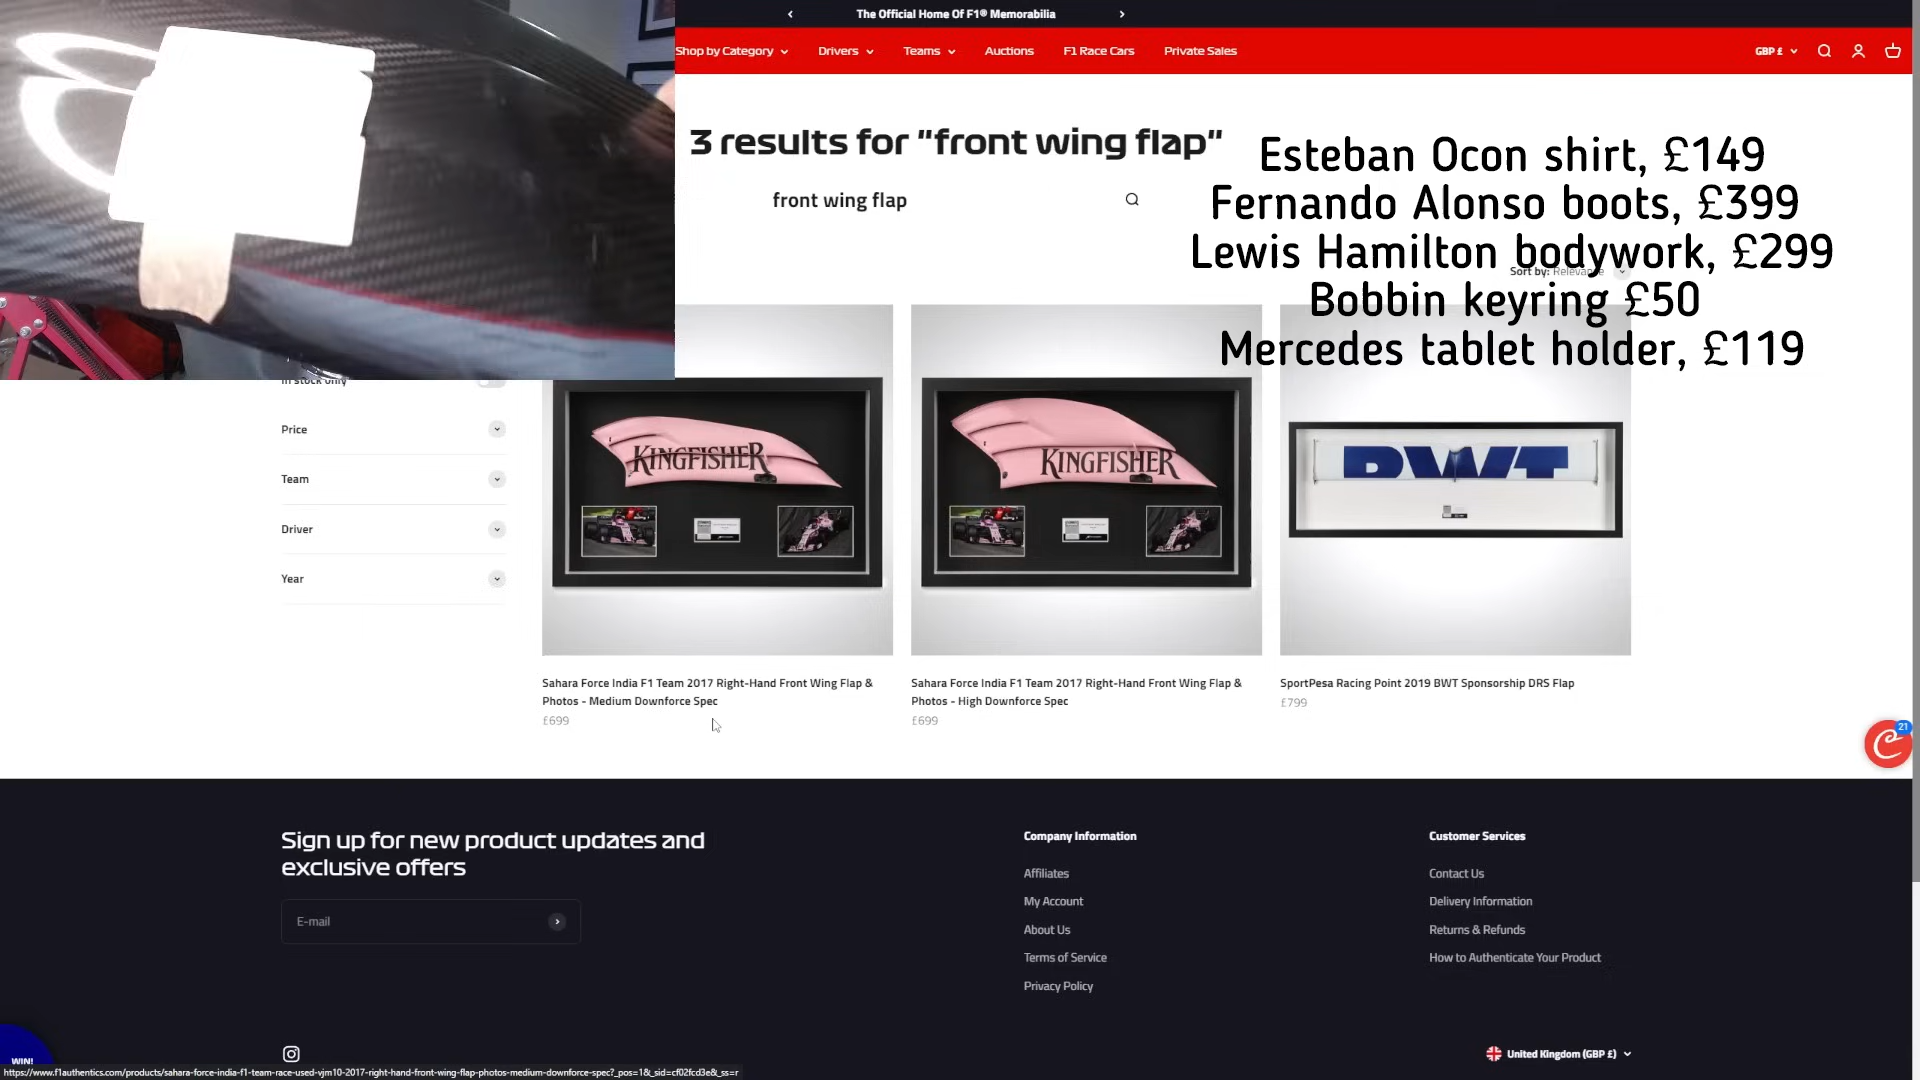 The Official Home Of F1® Memorabilia
Shop by Category
Drivers
Teams
Auctions
F1 Race Cars
Private Sales
GBP £
3 results for "front wing flap"
front wing flap
Esteban Ocon shirt, £149
Fernando Alonso boots, £399
Lewis Hamilton bodywork, £299
Bobbin keyring £50
Mercedes tablet holder, £119
Sort by: Relevance
In stock only
Price
Team
Driver
Year
KINGFISHER
KINGFISHER
BWT
Sahara Force India F1 Team 2017 Right-Hand Front Wing Flap &
Photos - Medium Downforce Spec
£699
Sahara Force India F1 Team 2017 Right-Hand Front Wing Flap &
Photos - High Downforce Spec
£699
SportPesa Racing Point 2019 BWT Sponsorship DRS Flap
£799
21
Sign up for new product updates and
exclusive offers
E-mail
Company Information
Affiliates
My Account
About Us
Terms of Service
Privacy Policy
Customer Services
Contact Us
Delivery Information
Returns & Refunds
How to Authenticate Your Product
WIN!
United Kingdom (GBP £)
https://www.f1authentics.com/products/sahara-force-india-f1-team-race-used-vjm10-2017-right-hand-front-wing-flap-photos-medium-downforce-spec?_pos=1&_sid=cf02fcd3e&_ss=r